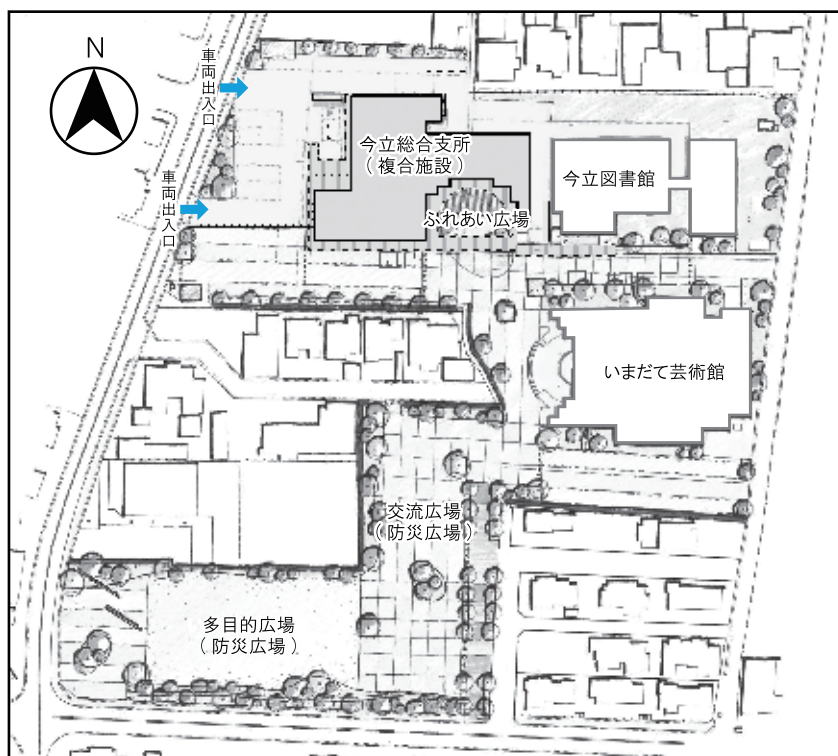 N
車両出入口
今立総合支所
（複合施設）
今立図書館
車両出入口
ふれあい広場
いまだて芸術館
交流広場
（防災広場）
多目的広場
（防災広場）